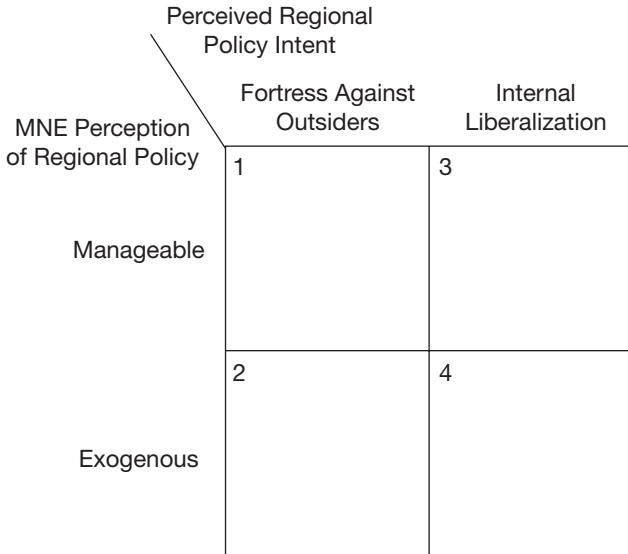 Perceived Regional
Policy Intent
Fortress Against
Outsiders
Internal
Liberalization
MNE Perception
of Regional Policy
1
3
Manageable
2
4
Exogenous